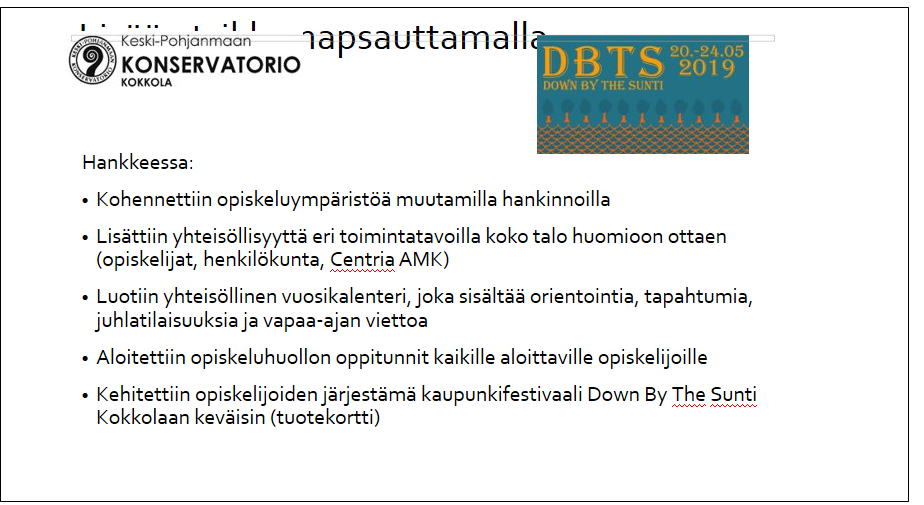 napsauttamalla
Keski-Pohjanmaan
KONSERVATORIO
KOKKOLA
KESKI-POHJANMAAN KONSERVATORIO
DBTS 20.-24.05
2019
DOWN BY THE SUNTI
Hankkeessa:
• Kohennettiin opiskeluympäristöä muutamilla hankinnoilla
• Lisättiin yhteisöllisyyttä eri toimintatavoilla koko talo huomioon ottaen
(opiskelijat, henkilökunta, Centria AMK)
• Luotiin yhteisöllinen vuosikalenteri, joka sisältää orientointia, tapahtumia,
juhlatilaisuuksia ja vapaa-ajan viettoa
• Aloitettiin opiskeluhuollon oppitunnit kaikille aloittaville opiskelijoille
• Kehitettiin opiskelijoiden järjestämä kaupunkifestivaali Down By The Sunti
Kokkolaan keväisin (tuotekortti)